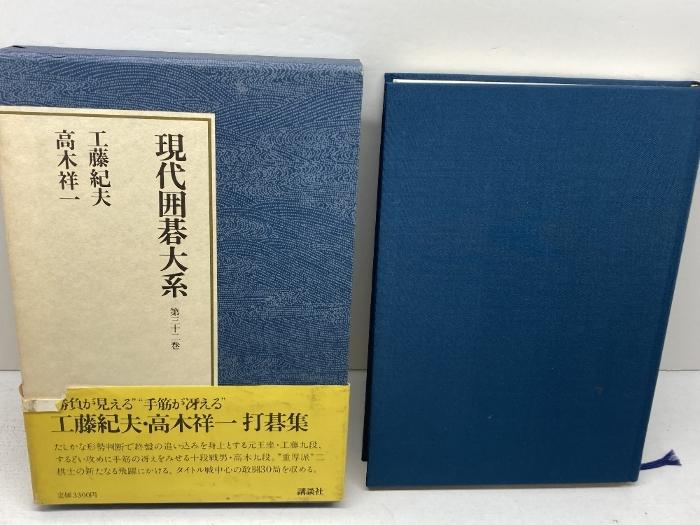 現代囲碁大系
第三十二巻
工藤紀夫
高木祥一
勝負が見える”“手筋が冴える”
工藤紀夫・高木祥一 打碁集
たしかな形勢判断で終盤の追い込みを身上とする元王座・工藤九段、
するどい攻めに手筋の冴えをみせる十段戦男・高木九段。“重厚派”二
棋士の新たなる飛躍にかける、タイトル戦中心の敢闘30局を収める。
定価3300円
講談社